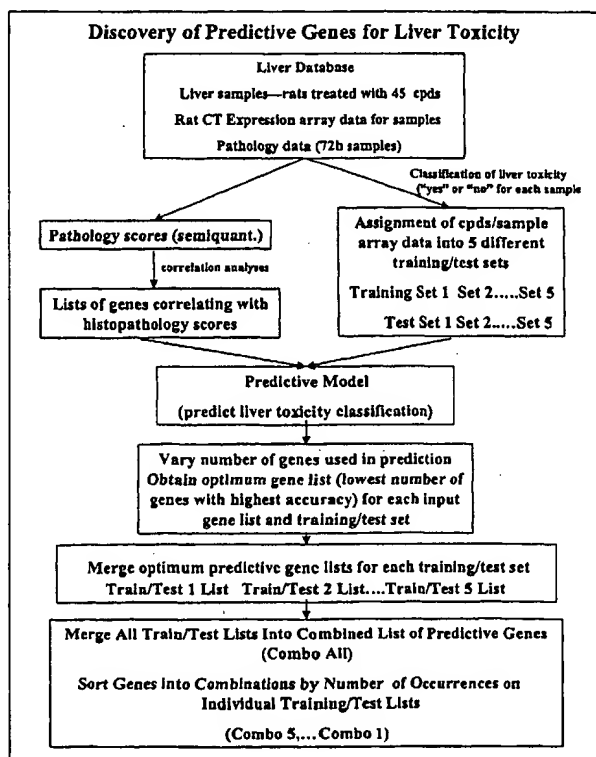 Discovery of Predictive Genes for Liver Toxicity
Liver Database
Liver samples—rats treated with 45 cpds
Rat CT Expression array data for samples
Pathology data (72h samples)
Classification of liver toxicity
("yes" or "no" for each sample
Pathology scores (semiquant.)
correlation analyses
Lists of genes correlating with
histopathology scores
Assignment of cpds/sample
array data into 5 different
training/test sets
Training Set 1 Set 2.....Set 5
Test Set 1 Set 2.....Set 5
Predictive Model
(predict liver toxicity classification)
Vary number of genes used in prediction
Obtain optimum gene list (lowest number of
genes with highest accuracy) for each input
gene list and training/test set
Merge optimum predictive gene lists for each training/test set
Train/Test 1 List Train/Test 2 List....Train/Test 5 List
Merge All Train/Test Lists Into Combined List of Predictive Genes
(Combo All)
Sort Genes into Combinations by Number of Occurrences on
Individual Training/Test Lists
(Combo 5,...Combo 1)